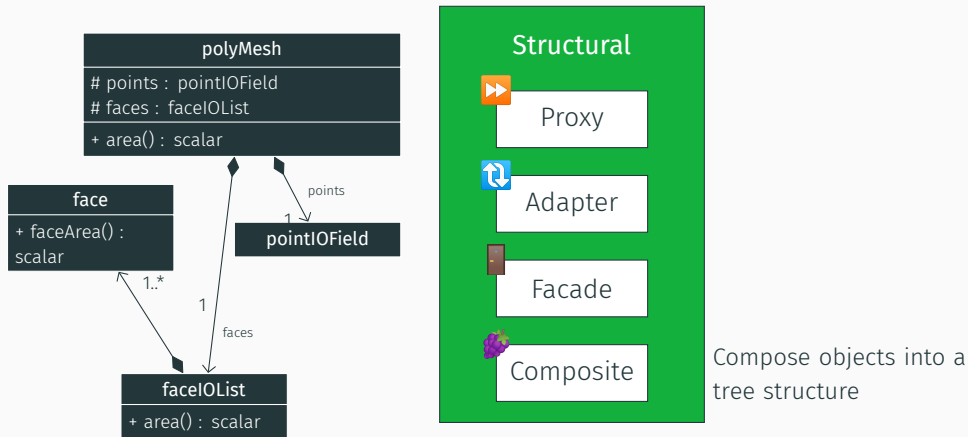 polyMesh
# points : pointIOField
# faces : faceIOList
+ area() : scalar
points
1
face
+ faceArea() :
scalar
pointIOField
1..*
1
faces
faceIOList
+ area() : scalar
Structural
Proxy
Adapter
Facade
Composite
Compose objects into a
tree structure